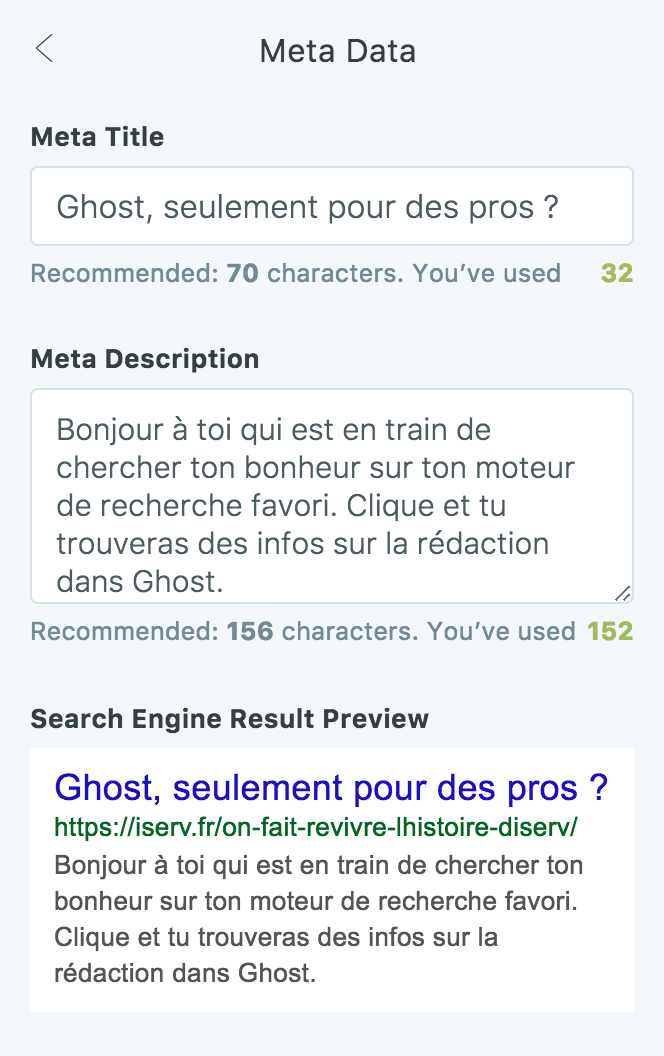 Meta Data
Meta Title
Ghost, seulement pour des pros ?
Recommended: 70 characters. You’ve used 32
Meta Description
Bonjour à toi qui est en train de
chercher ton bonheur sur ton moteur
de recherche favori. Clique et tu
trouveras des infos sur la rédaction
dans Ghost.
Recommended: 156 characters. You’ve used 152
Search Engine Result Preview
Ghost, seulement pour des pros ?
https://iserv.fr/on-fait-revivre-lhistoire-diserv/
Bonjour à toi qui est en train de chercher ton
bonheur sur ton moteur de recherche favori.
Clique et tu trouveras des infos sur la
rédaction dans Ghost.